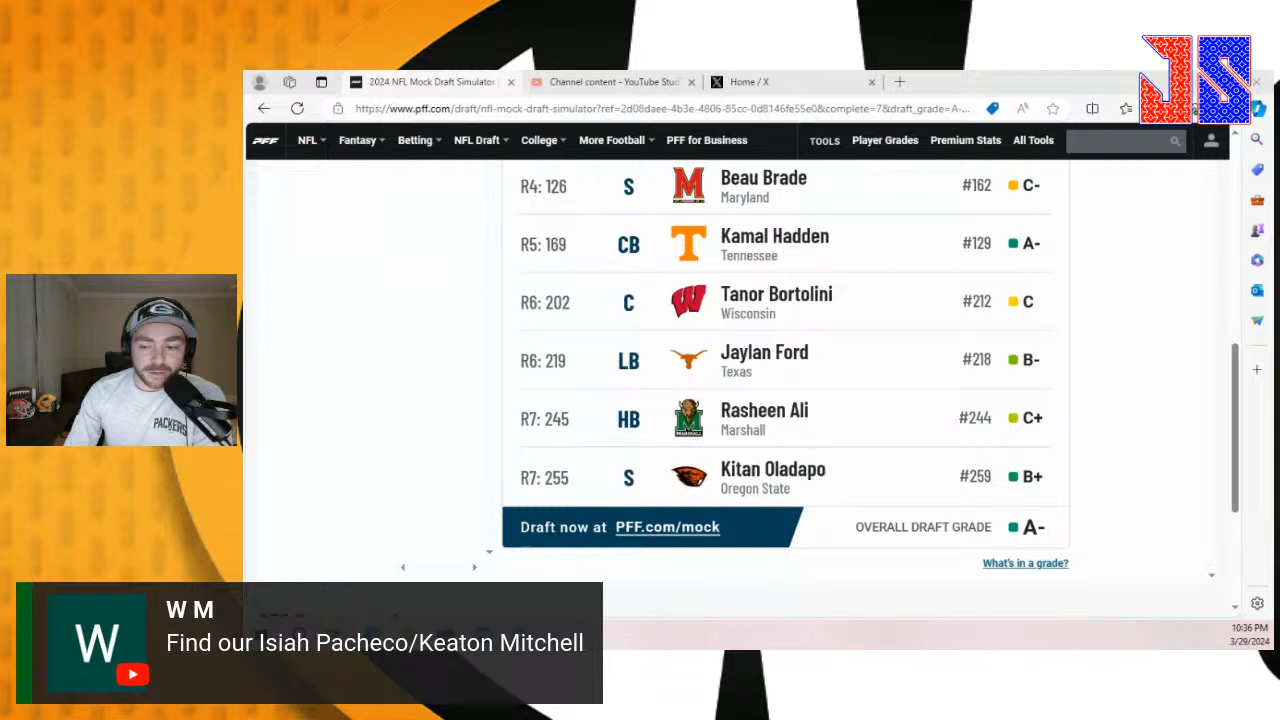 JS
2024 NFL Mock Draft Simulator
Channel content - YouTube Stud
Home / X
https://www.pff.com/draft/nfl-mock-draft-simulator?ref=2d08daee-4b3e-4806-85cc-0d8146fe55e0&complete=7&draft_grade=A-...
PFF NFL Fantasy Betting NFL Draft College More Football PFF for Business TOOLS Player Grades Premium Stats All Tools
R4: 126 S Beau Brade #162 C-
Maryland
R5: 169 CB Kamal Hadden #129 A-
Tennessee
R6: 202 C Tanor Bortolini #212 C
Wisconsin
R6: 219 LB Jaylan Ford #218 B-
Texas
R7: 245 HB Rasheen Ali #244 C+
Marshall
R7: 255 S Kitan Oladapo #259 B+
Oregon State
Draft now at PFF.com/mock OVERALL DRAFT GRADE A-
What's in a grade?
PACKERS
W
W M
Find our Isiah Pacheco/Keaton Mitchell
10:36 PM
3/29/2024